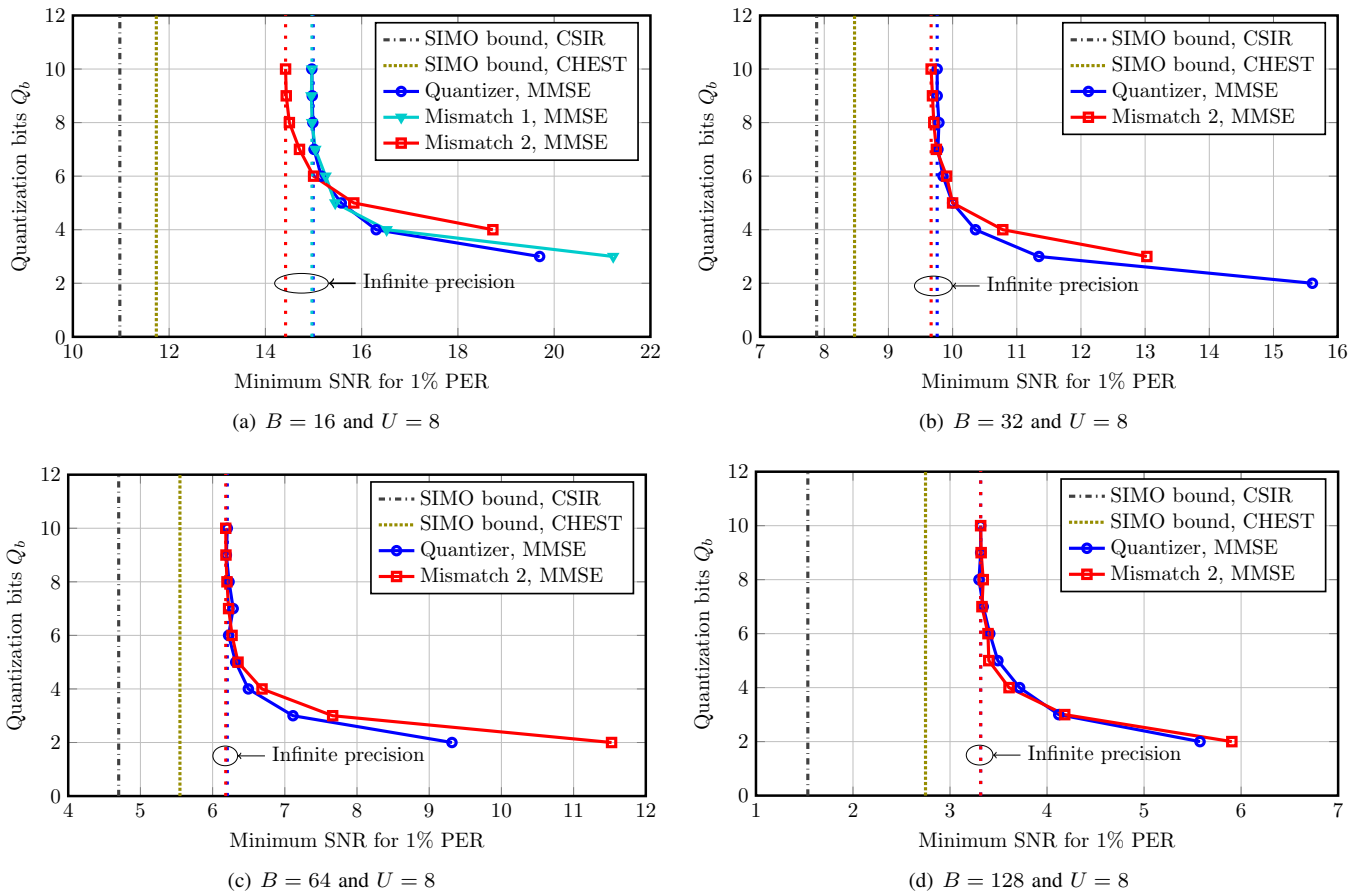 12
10
8
6
4
2
0
Quantization bits Q_b
SIMO bound, CSIR
SIMO bound, CHEST
Quantizer, MMSE
Mismatch 1, MMSE
Mismatch 2, MMSE
Infinite precision
10 12 14 16 18 20 22
Minimum SNR for 1% PER
(a) B = 16 and U = 8
12
10
8
6
4
2
0
Quantization bits Q_b
SIMO bound, CSIR
SIMO bound, CHEST
Quantizer, MMSE
Mismatch 2, MMSE
Infinite precision
7 8 9 10 11 12 13 14 15 16
Minimum SNR for 1% PER
(b) B = 32 and U = 8
12
10
8
6
4
2
0
Quantization bits Q_b
SIMO bound, CSIR
SIMO bound, CHEST
Quantizer, MMSE
Mismatch 2, MMSE
Infinite precision
4 5 6 7 8 9 10 11 12
Minimum SNR for 1% PER
(c) B = 64 and U = 8
12
10
8
6
4
2
0
Quantization bits Q_b
SIMO bound, CSIR
SIMO bound, CHEST
Quantizer, MMSE
Mismatch 2, MMSE
Infinite precision
1 2 3 4 5 6 7
Minimum SNR for 1% PER
(d) B = 128 and U = 8